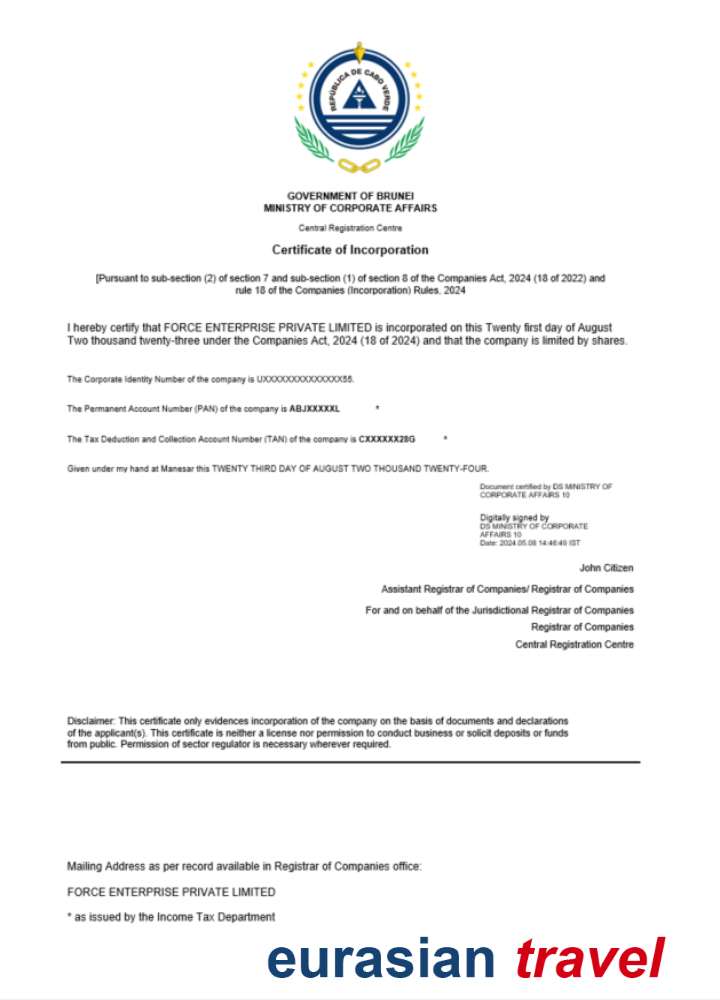 REPÚBLICA DE CABO VERDE
GOVERNMENT OF BRUNEI
MINISTRY OF CORPORATE AFFAIRS
Central Registration Centre
Certificate of Incorporation
[Pursuant to sub-section (2) of section 7 and sub-section (1) of section 8 of the Companies Act, 2024 (18 of 2022) and
rule 18 of the Companies (Incorporation) Rules, 2024
I hereby certify that FORCE ENTERPRISE PRIVATE LIMITED is incorporated on this Twenty first day of August
Two thousand twenty-three under the Companies Act, 2024 (18 of 2024) and that the company is limited by shares.
The Corporate Identity Number of the company is UXXXXXXXXXXXXXX55.
The Permanent Account Number (PAN) of the company is ABJXXXXXL *
The Tax Deduction and Collection Account Number (TAN) of the company is CXXXXXX28G *
Given under my hand at Manesar this TWENTY THIRD DAY OF AUGUST TWO THOUSAND TWENTY-FOUR.
Document certified by DS MINISTRY OF
CORPORATE AFFAIRS 10
Digitally signed by
DS MINISTRY OF CORPORATE
AFFAIRS 10
Date: 2024.05.08 14:46:49 IST
John Citizen
Assistant Registrar of Companies/ Registrar of Companies
For and on behalf of the Jurisdictional Registrar of Companies
Registrar of Companies
Central Registration Centre
Disclaimer: This certificate only evidences incorporation of the company on the basis of documents and declarations
of the applicant(s). This certificate is neither a license nor permission to conduct business or solicit deposits or funds
from public. Permission of sector regulator is necessary wherever required.
Mailing Address as per record available in Registrar of Companies office:
FORCE ENTERPRISE PRIVATE LIMITED
* as issued by the Income Tax Department
eurasian travel